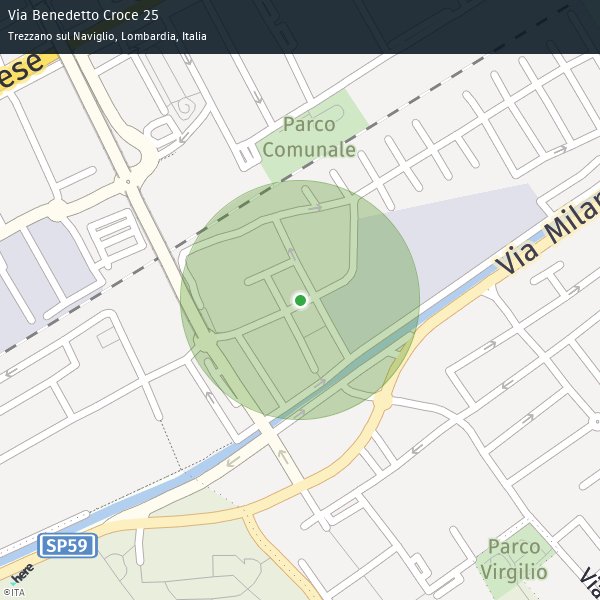 Via Benedetto Croce 25
Trezzano sul Naviglio, Lombardia, Italia
ese
Parco
Comunale
Via Milan
SP59
Parco
Virgilio
Via
here
©ITA